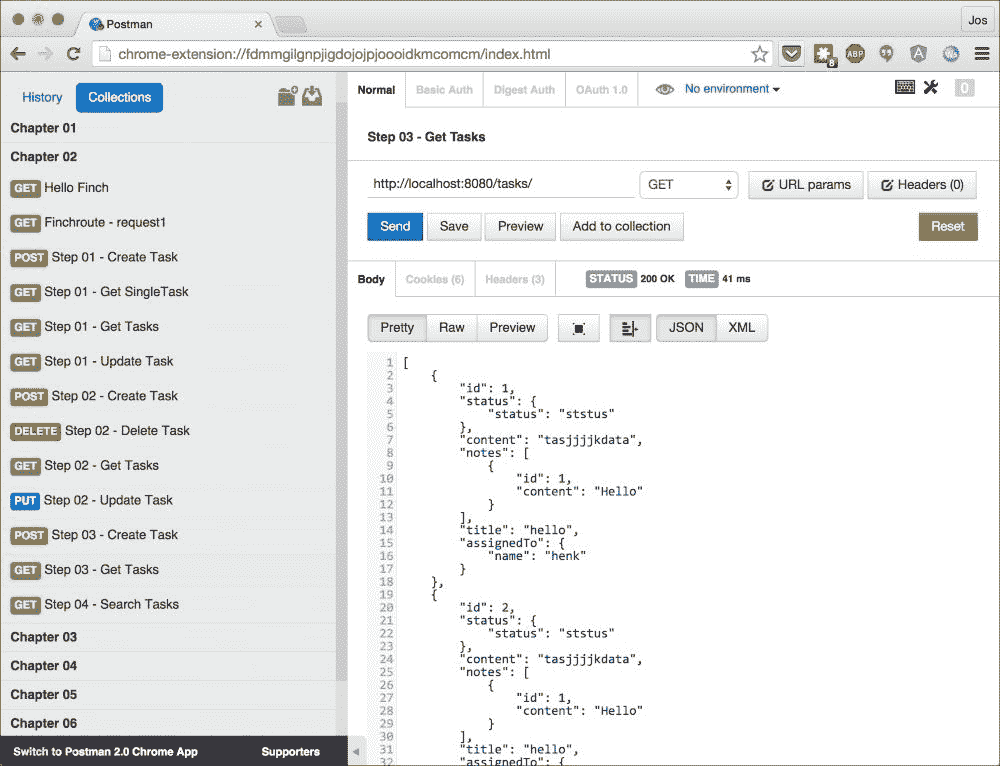 Postman
Jos
chrome-extension://fdmmgilgnpjigdojojpjoooidkmcomcm/index.html
8
ABP
A
History
Collections
Chapter 01
Chapter 02
GET Hello Finch
GET Finchroute - request1
POST Step 01 - Create Task
GET Step 01 - Get SingleTask
GET Step 01 - Get Tasks
GET Step 01 - Update Task
POST Step 02 - Create Task
DELETE Step 02 - Delete Task
GET Step 02 - Get Tasks
PUT Step 02 - Update Task
POST Step 03 - Create Task
GET Step 03 - Get Tasks
GET Step 04 - Search Tasks
Chapter 03
Chapter 04
Chapter 05
Chapter 06
Switch to Postman 2.0 Chrome App Supporters
Normal Basic Auth Digest Auth OAuth 1.0 No environment 0
Step 03 - Get Tasks
http://localhost:8080/tasks/ GET URL params Headers (0)
Send Save Preview Add to collection Reset
Body Cookies (6) Headers (3) STATUS 200 OK TIME 41 ms
Pretty Raw Preview JSON XML
1 [
2 {
3 "id": 1,
4 "status": {
5 "status": "ststus"
6 },
7 "content": "tasjjjjkdata",
8 "notes": [
9 {
10 "id": 1,
11 "content": "Hello"
12 }
13 ],
14 "title": "hello",
15 "assignedTo": {
16 "name": "henk"
17 }
18 },
19 {
20 "id": 2,
21 "status": {
22 "status": "ststus"
23 },
24 "content": "tasjjjjkdata",
25 "notes": [
26 {
27 "id": 1,
28 "content": "Hello"
29 }
30 ],
31 "title": "hello",
32 "assignedTo": {